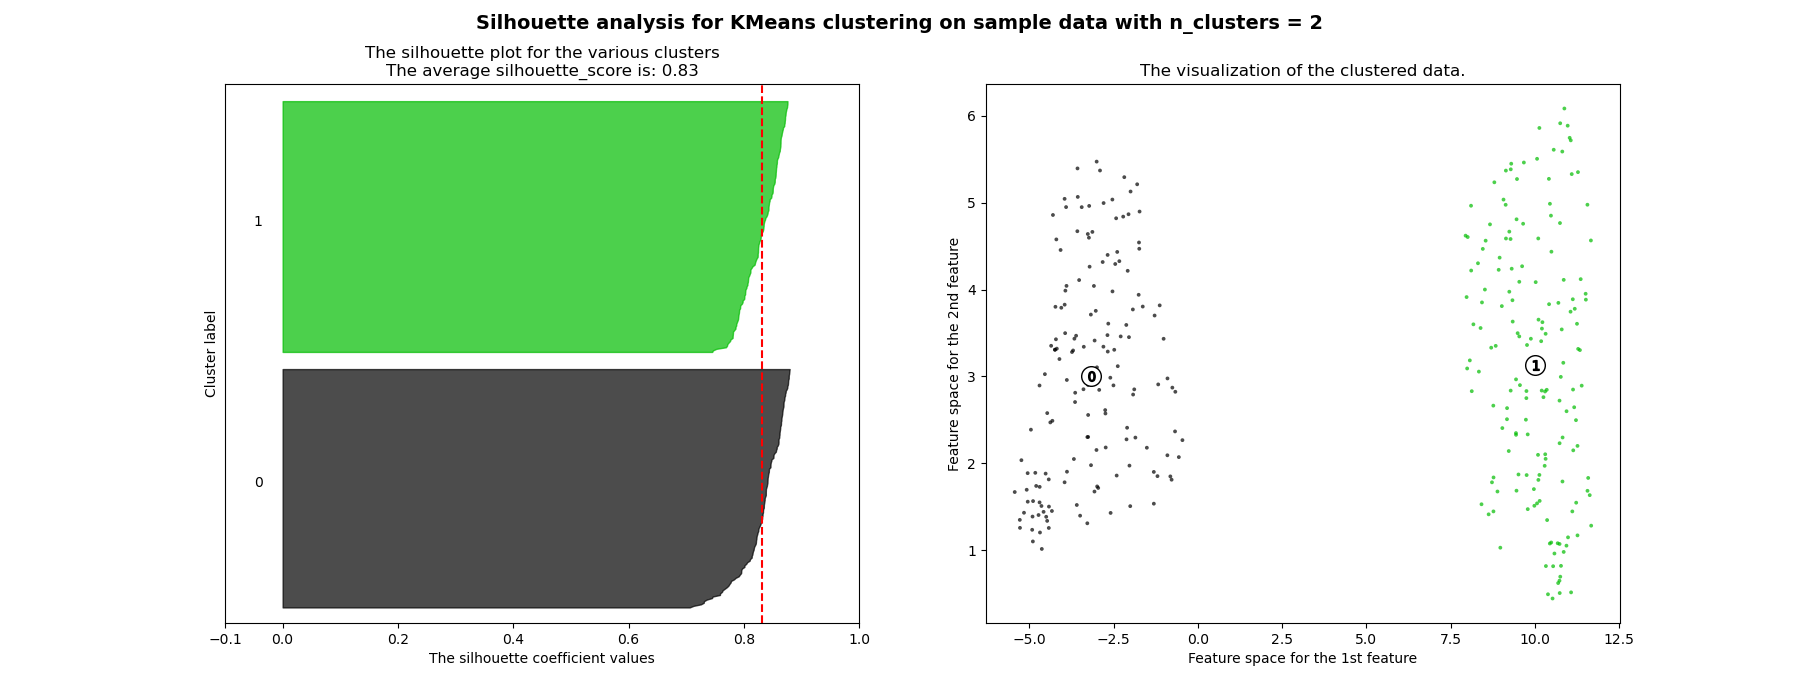 Silhouette analysis for KMeans clustering on sample data with n_clusters = 2
The silhouette plot for the various clusters
The average silhouette_score is: 0.83
Cluster label
1
0
−0.1 0.0 0.2 0.4 0.6 0.8 1.0
The silhouette coefficient values
The visualization of the clustered data.
Feature space for the 2nd feature
6
5
4
3
2
1
0
1
−5.0 −2.5 0.0 2.5 5.0 7.5 10.0 12.5
Feature space for the 1st feature